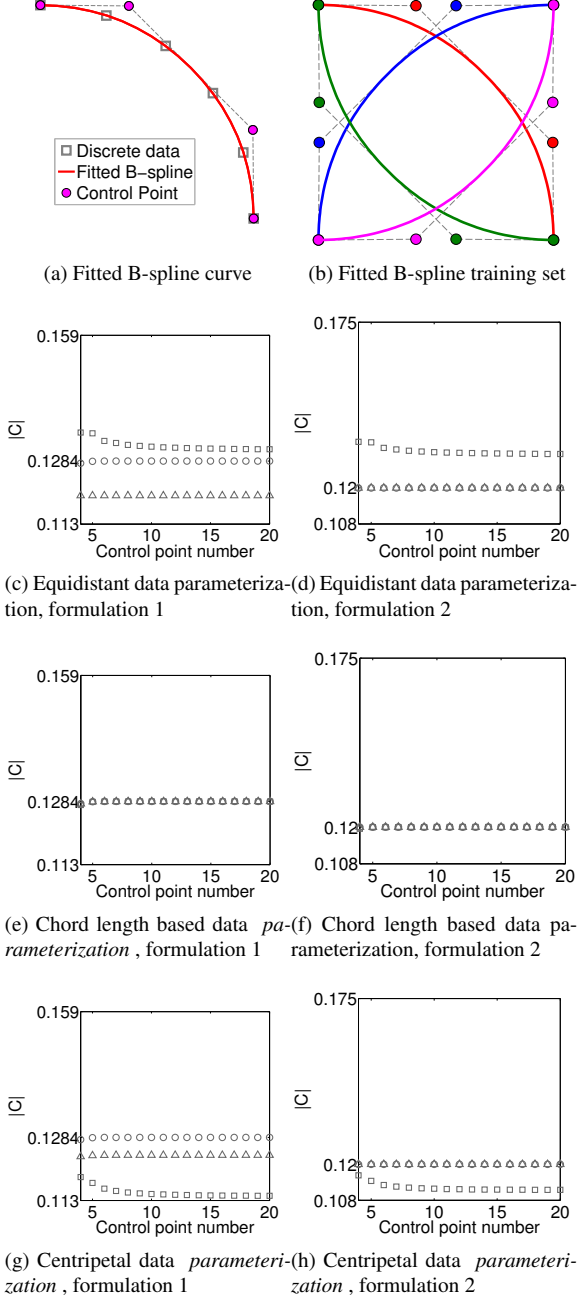 Discrete data
Fitted B−spline
Control Point
(a) Fitted B-spline curve
(b) Fitted B-spline training set
0.159
|C|
0.1284
0.113
5 10 15 20
Control point number
0.175
|C|
0.12
0.108
5 10 15 20
Control point number
(c) Equidistant data parameteriza-
tion, formulation 1
(d) Equidistant data parameteriza-
tion, formulation 2
0.159
|C|
0.1284
0.113
5 10 15 20
Control point number
0.175
|C|
0.12
0.108
5 10 15 20
Control point number
(e) Chord length based data pa-
rameterization , formulation 1
(f) Chord length based data pa-
rameterization, formulation 2
0.159
|C|
0.1284
0.113
5 10 15 20
Control point number
0.175
|C|
0.12
0.108
5 10 15 20
Control point number
(g) Centripetal data parameteri-
zation , formulation 1
(h) Centripetal data parameteri-
zation , formulation 2